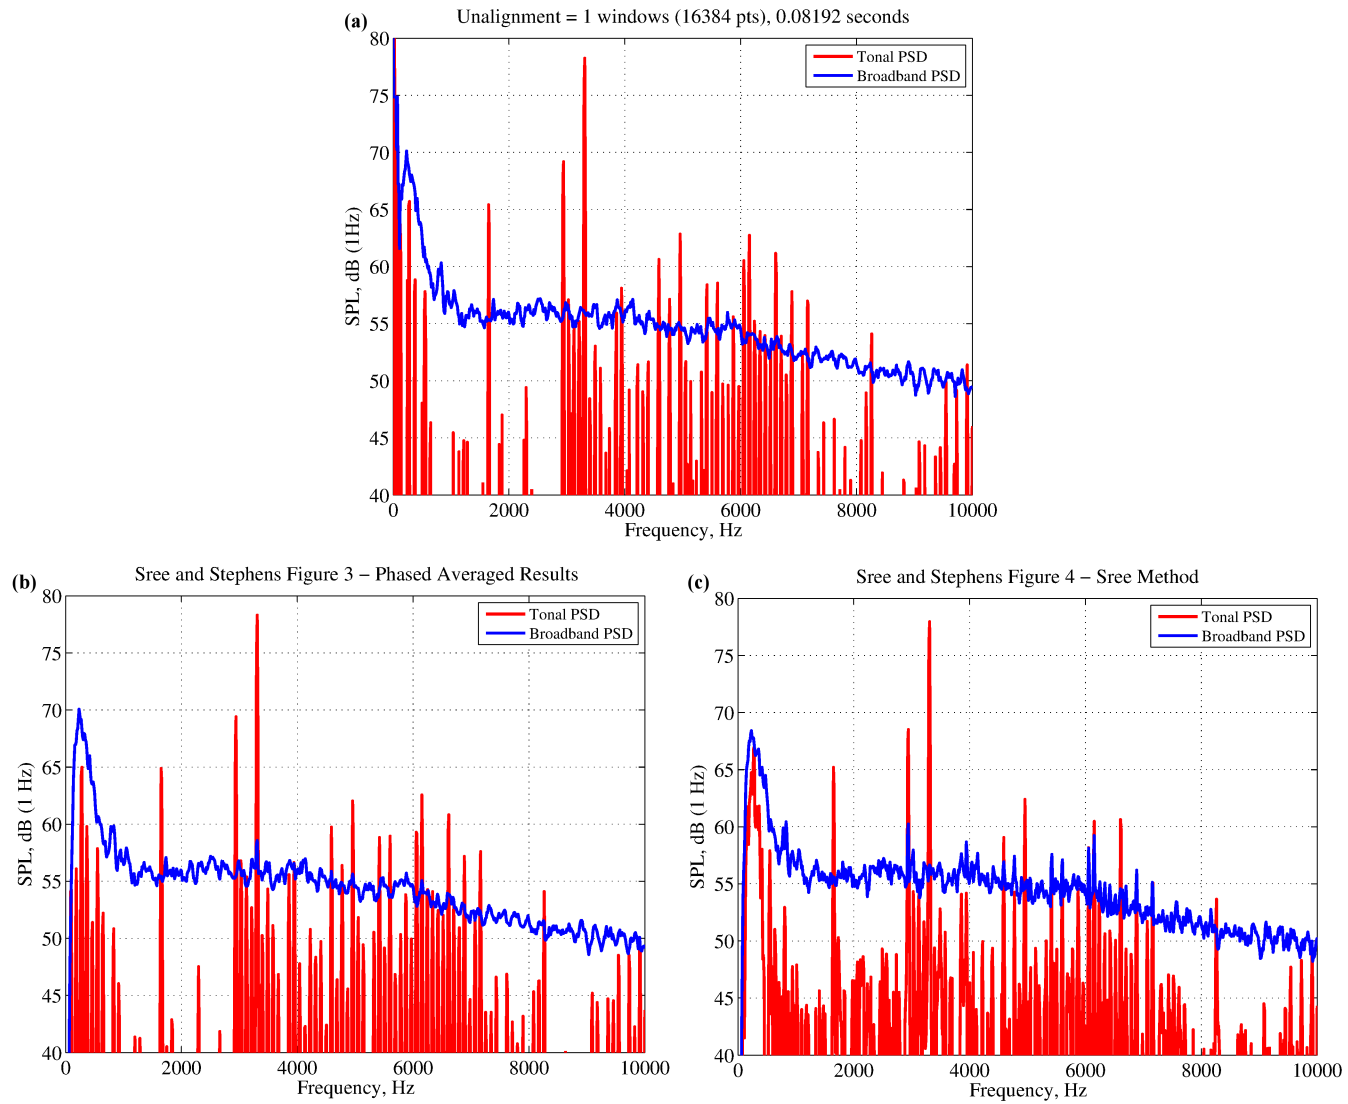 (a)
Unalignment = 1 windows (16384 pts), 0.08192 seconds
80
75
70
65
60
55
50
45
40
SPL, dB (1Hz)
Tonal PSD
Broadband PSD
0 2000 4000 6000 8000 10000
Frequency, Hz
(b)
Sree and Stephens Figure 3 − Phased Averaged Results
80
75
70
65
60
55
50
45
40
SPL, dB (1 Hz)
Tonal PSD
Broadband PSD
0 2000 4000 6000 8000 10000
Frequency, Hz
(c)
Sree and Stephens Figure 4 − Sree Method
80
75
70
65
60
55
50
45
40
SPL, dB (1 Hz)
Tonal PSD
Broadband PSD
0 2000 4000 6000 8000 10000
Frequency, Hz